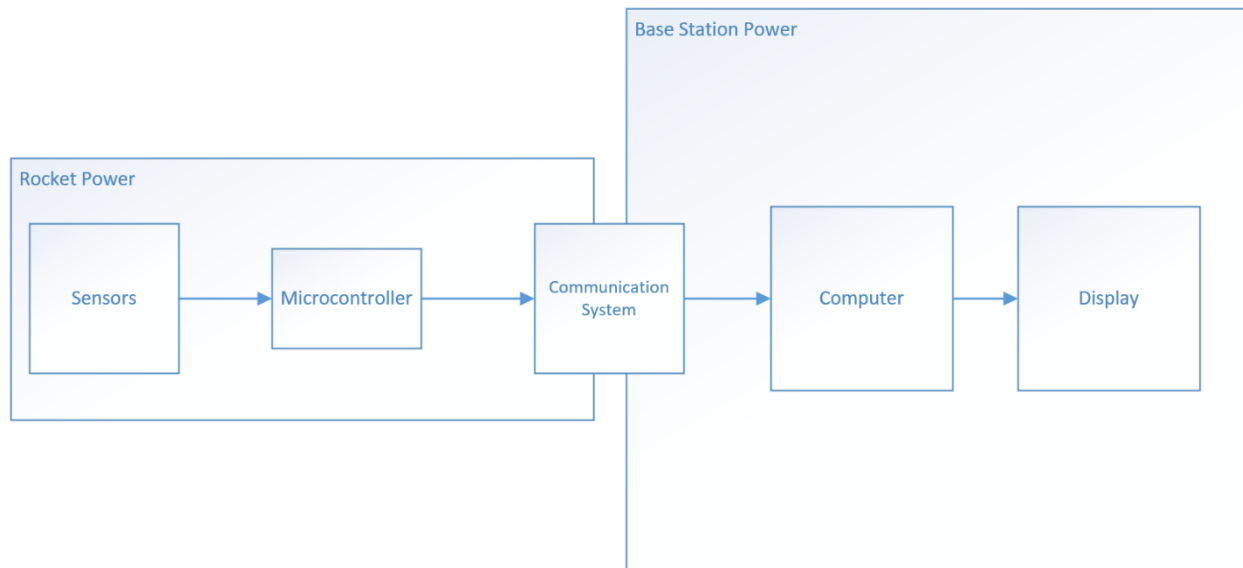 Base Station Power
Rocket Power
Sensors
Microcontroller
Communication
System
Computer
Display